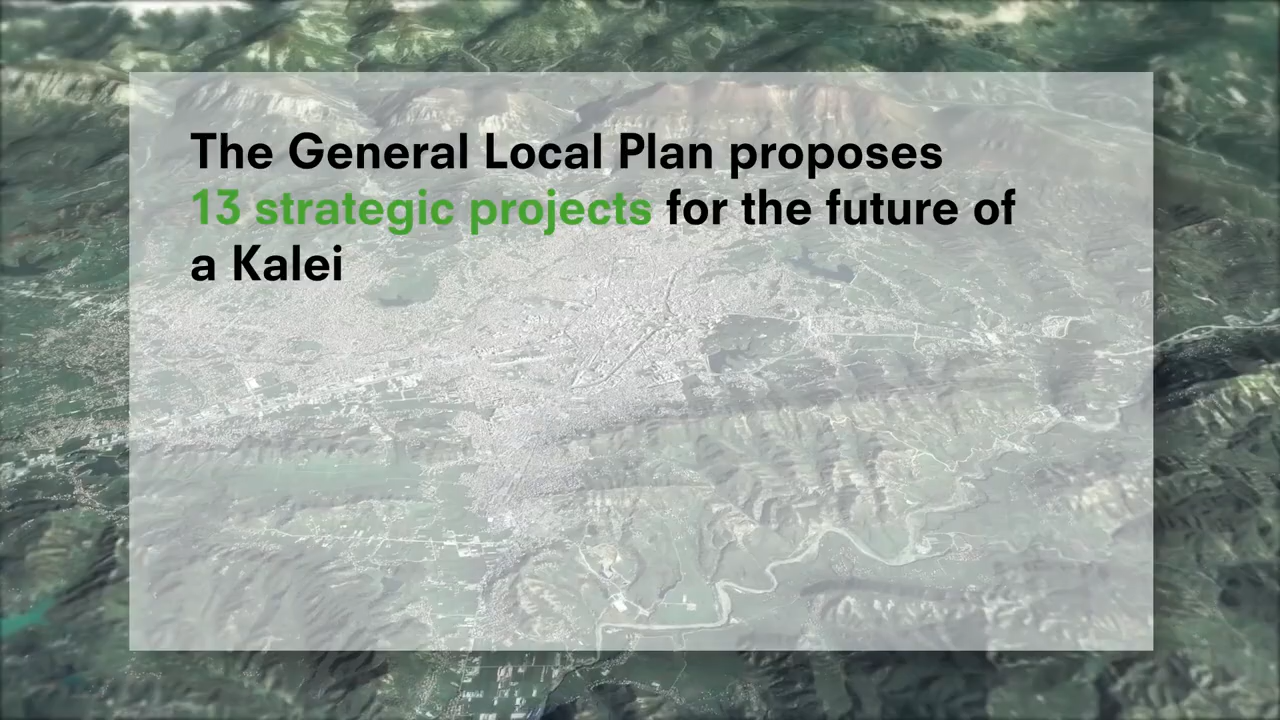 The General Local Plan proposes
13 strategic projects for the future of
a Kalei